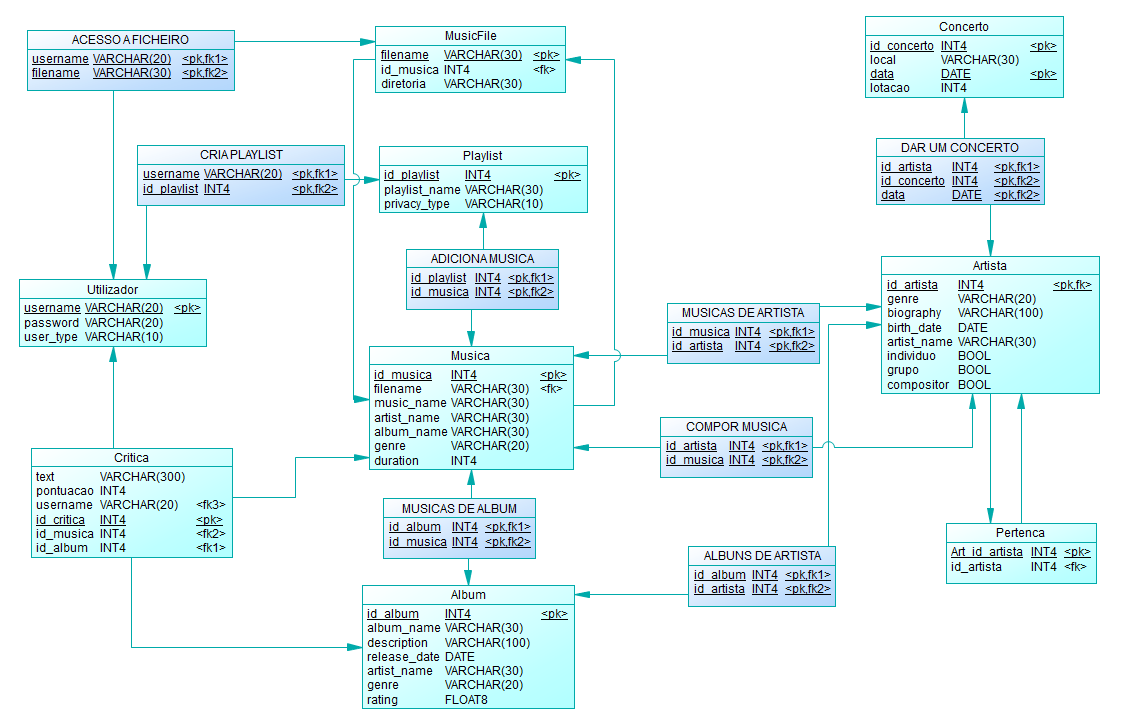 ACESSO A FICHEIRO
username VARCHAR(20) <pk,fk1>
filename VARCHAR(30) <pk,fk2>
MusicFile
filename VARCHAR(30) <pk>
id_musica INT4 <fk>
diretoria VARCHAR(30)
Concerto
id_concerto INT4 <pk>
local VARCHAR(30)
data DATE <pk>
lotacao INT4
CRIA PLAYLIST
username VARCHAR(20) <pk,fk1>
id_playlist INT4 <pk,fk2>
Playlist
id_playlist INT4 <pk>
playlist_name VARCHAR(30)
privacy_type VARCHAR(10)
DAR UM CONCERTO
id_artista INT4 <pk,fk1>
id_concerto INT4 <pk,fk2>
data DATE <pk,fk2>
ADICIONA MUSICA
id_playlist INT4 <pk,fk1>
id_musica INT4 <pk,fk2>
Utilizador
username VARCHAR(20) <pk>
password VARCHAR(20)
user_type VARCHAR(10)
Artista
id_artista INT4 <pk,fk>
genre VARCHAR(20)
biography VARCHAR(100)
birth_date DATE
artist_name VARCHAR(30)
individuo BOOL
grupo BOOL
compositor BOOL
MUSICAS DE ARTISTA
id_musica INT4 <pk,fk1>
id_artista INT4 <pk,fk2>
Musica
id_musica INT4 <pk>
filename VARCHAR(30) <fk>
music_name VARCHAR(30)
artist_name VARCHAR(30)
album_name VARCHAR(30)
genre VARCHAR(20)
duration INT4
COMPOR MUSICA
id_artista INT4 <pk,fk1>
id_musica INT4 <pk,fk2>
Critica
text VARCHAR(300)
pontuacao INT4
username VARCHAR(20) <fk3>
id_critica INT4 <pk>
id_musica INT4 <fk2>
id_album INT4 <fk1>
MUSICAS DE ALBUM
id_album INT4 <pk,fk1>
id_musica INT4 <pk,fk2>
Pertenca
Art_id_artista INT4 <pk>
id_artista INT4 <fk>
ALBUNS DE ARTISTA
id_album INT4 <pk,fk1>
id_artista INT4 <pk,fk2>
Album
id_album INT4 <pk>
album_name VARCHAR(30)
description VARCHAR(100)
release_date DATE
artist_name VARCHAR(30)
genre VARCHAR(20)
rating FLOAT8